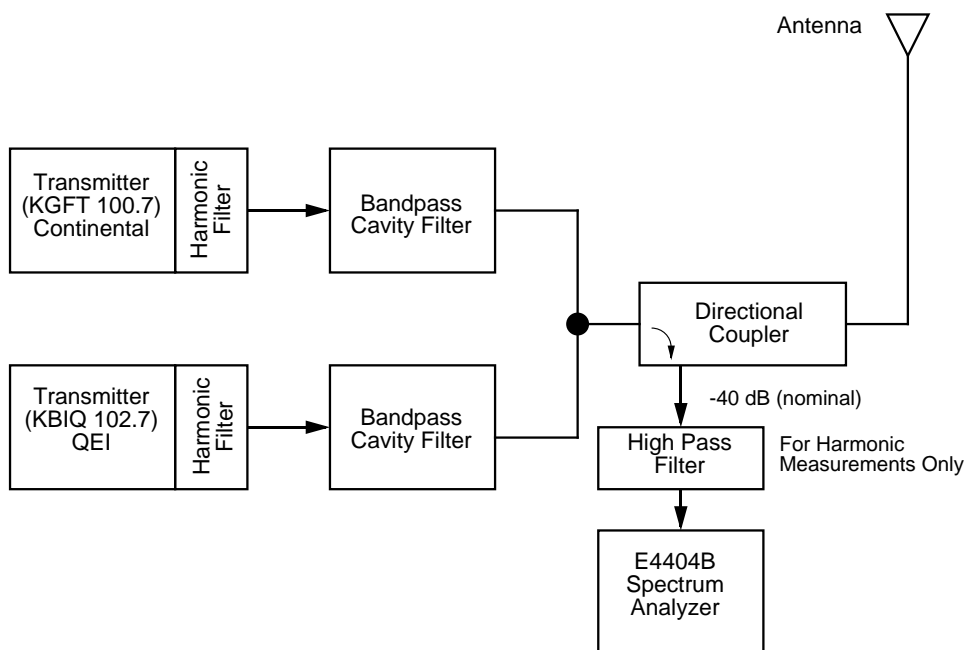 Antenna
Transmitter
(KGFT 100.7)
Continental
Harmonic
Filter
Bandpass
Cavity Filter
Directional
Coupler
Transmitter
(KBIQ 102.7)
QEI
Harmonic
Filter
Bandpass
Cavity Filter
-40 dB (nominal)
High Pass
Filter
For Harmonic
Measurements Only
E4404B
Spectrum
Analyzer